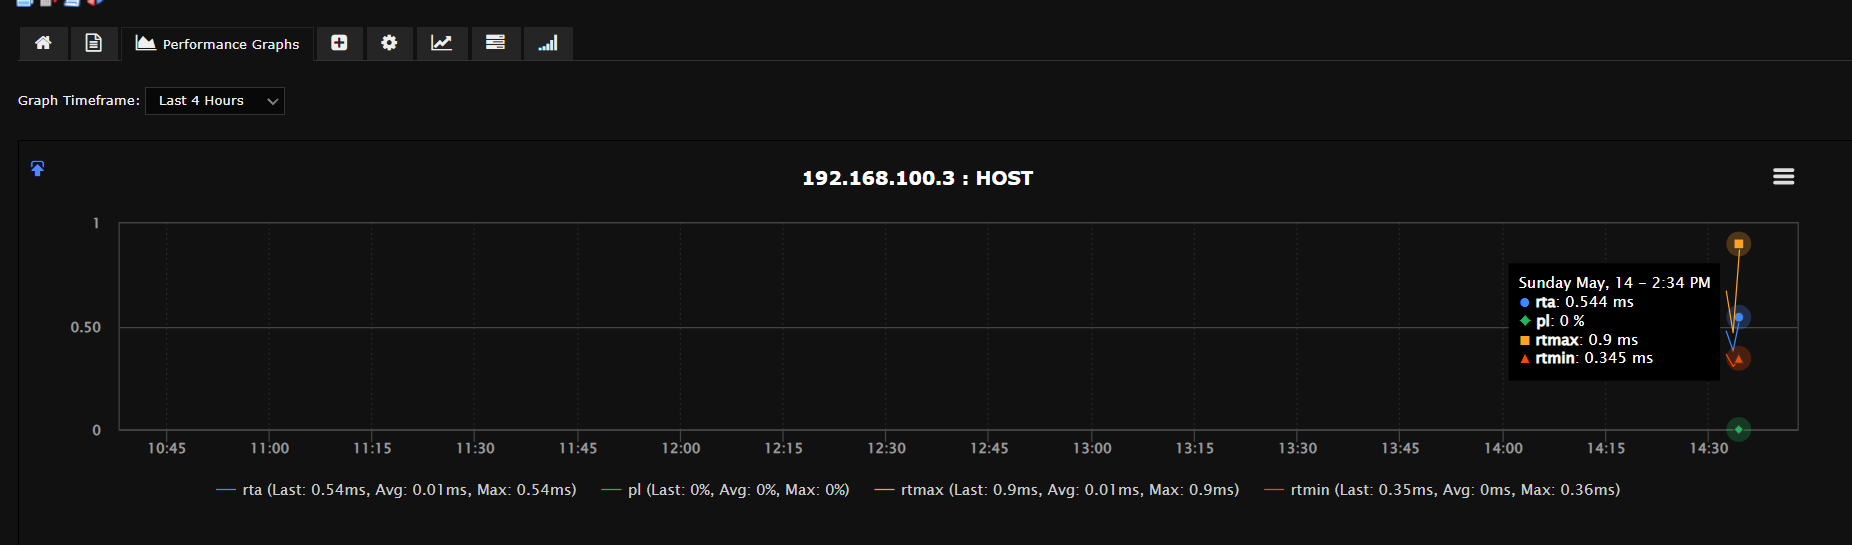 Performance Graphs
Graph Timeframe: Last 4 Hours
192.168.100.3 : HOST
1
0.50
0
Sunday May, 14 - 2:34 PM
rta: 0.544 ms
pl: 0 %
rtmax: 0.9 ms
rtmin: 0.345 ms
10:45 11:00 11:15 11:30 11:45 12:00 12:15 12:30 12:45 13:00 13:15 13:30 13:45 14:00 14:15 14:30
rta (Last: 0.54ms, Avg: 0.01ms, Max: 0.54ms) pl (Last: 0%, Avg: 0%, Max: 0%) rtmax (Last: 0.9ms, Avg: 0.01ms, Max: 0.9ms) rtmin (Last: 0.35ms, Avg: 0ms, Max: 0.36ms)